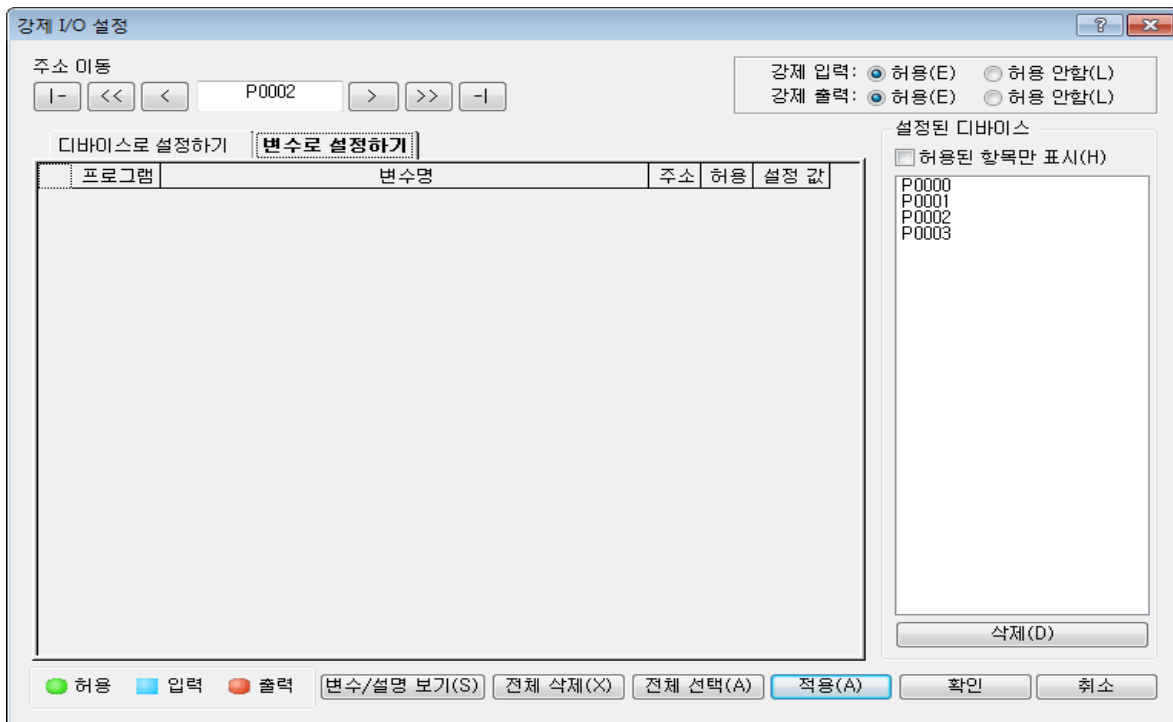 강제 I/O 설정
주소 이동
|- << < P0002 > >> -|
강제 입력: 허용(E) 허용 안함(L)
강제 출력: 허용(E) 허용 안함(L)
디바이스로 설정하기 변수로 설정하기
프로그램 변수명 주소 허용 설정 값
설정된 디바이스
허용된 항목만 표시(H)
P0000
P0001
P0002
P0003
삭제(D)
허용 입력 출력 변수/설명 보기(S) 전체 삭제(X) 전체 선택(A) 적용(A) 확인 취소